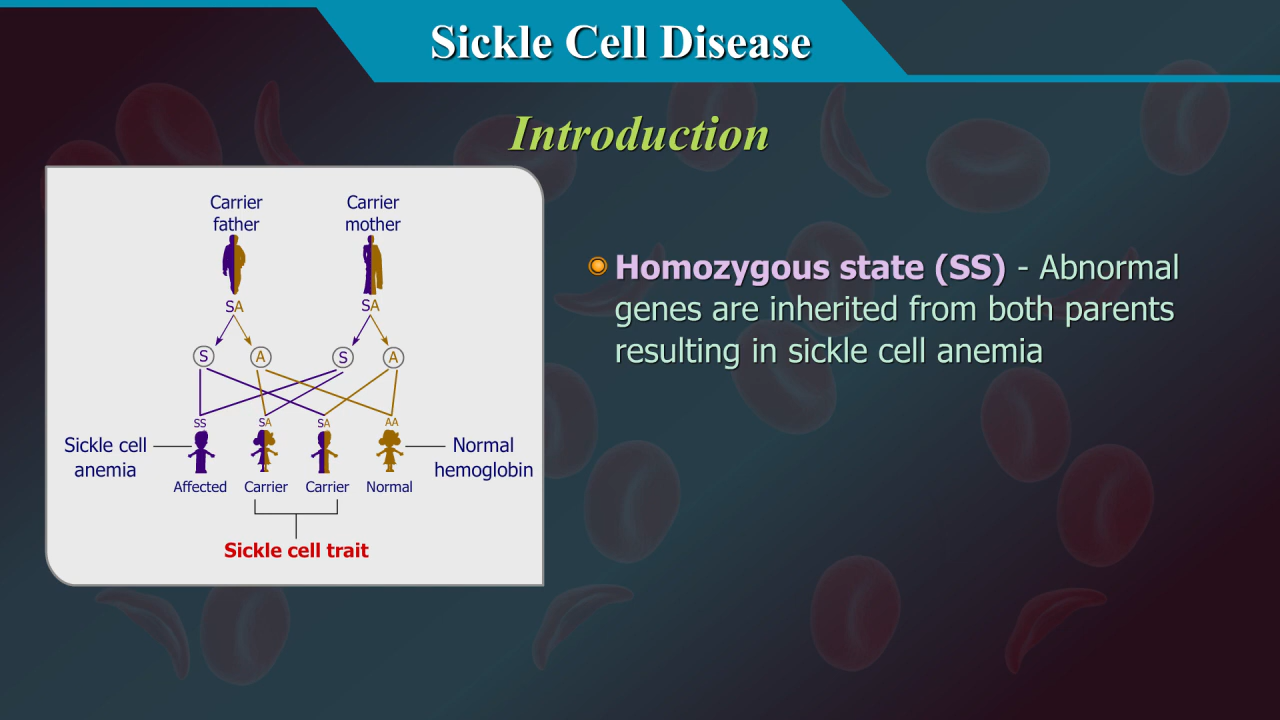 Sickle Cell Disease
Introduction
Carrier
father
Carrier
mother
SA
SA
S
A
S
A
SS
SA
SA
AA
Sickle cell
anemia
Normal
hemoglobin
Affected
Carrier
Carrier
Normal
Sickle cell trait
Homozygous state (SS) - Abnormal
genes are inherited from both parents
resulting in sickle cell anemia